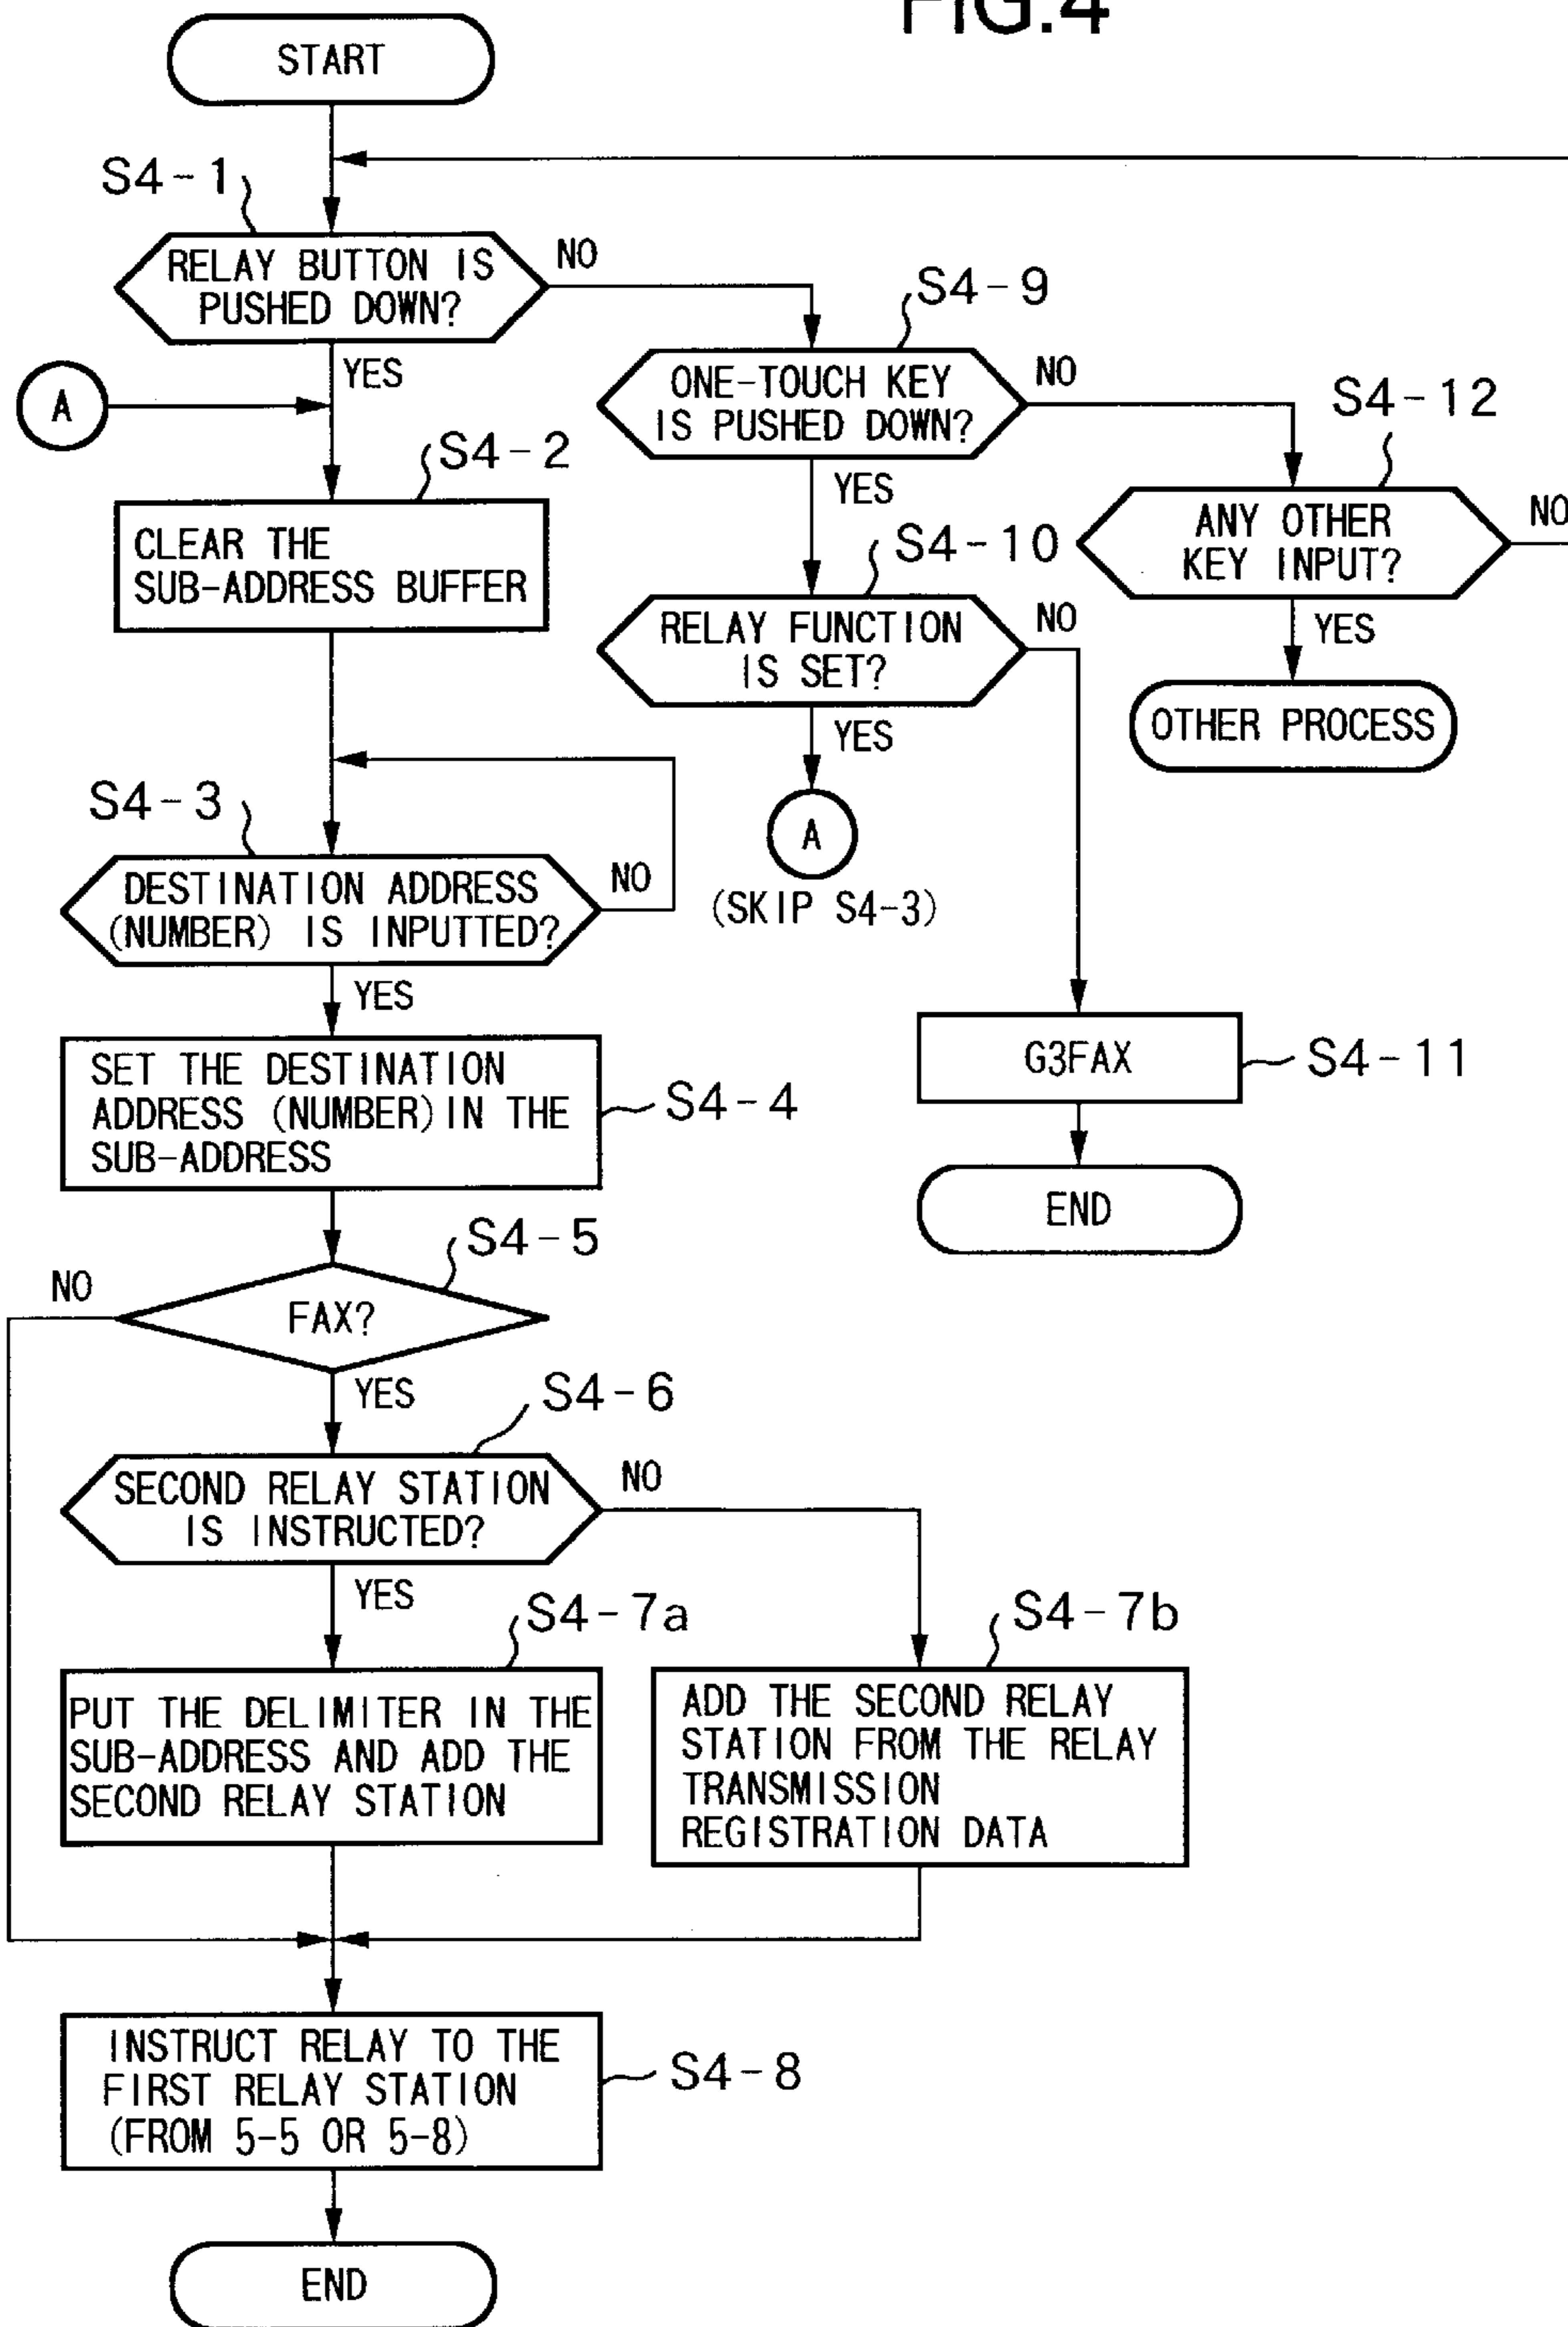 FIG.4
START
S4-1
RELAY BUTTON IS
PUSHED DOWN?
NO
YES
A
S4-2
CLEAR THE
SUB-ADDRESS BUFFER
S4-3
DESTINATION ADDRESS
(NUMBER) IS INPUTTED?
NO
YES
SET THE DESTINATION
ADDRESS (NUMBER) IN THE
SUB-ADDRESS
S4-4
S4-5
FAX?
NO
YES
S4-6
SECOND RELAY STATION
IS INSTRUCTED?
NO
YES
S4-7a
PUT THE DELIMITER IN THE
SUB-ADDRESS AND ADD THE
SECOND RELAY STATION
S4-7b
ADD THE SECOND RELAY
STATION FROM THE RELAY
TRANSMISSION
REGISTRATION DATA
INSTRUCT RELAY TO THE
FIRST RELAY STATION
(FROM 5-5 OR 5-8)
S4-8
END
S4-9
ONE-TOUCH KEY
IS PUSHED DOWN?
NO
YES
S4-10
RELAY FUNCTION
IS SET?
NO
YES
A
(SKIP S4-3)
G3FAX
S4-11
END
S4-12
ANY OTHER
KEY INPUT?
NO
YES
OTHER PROCESS